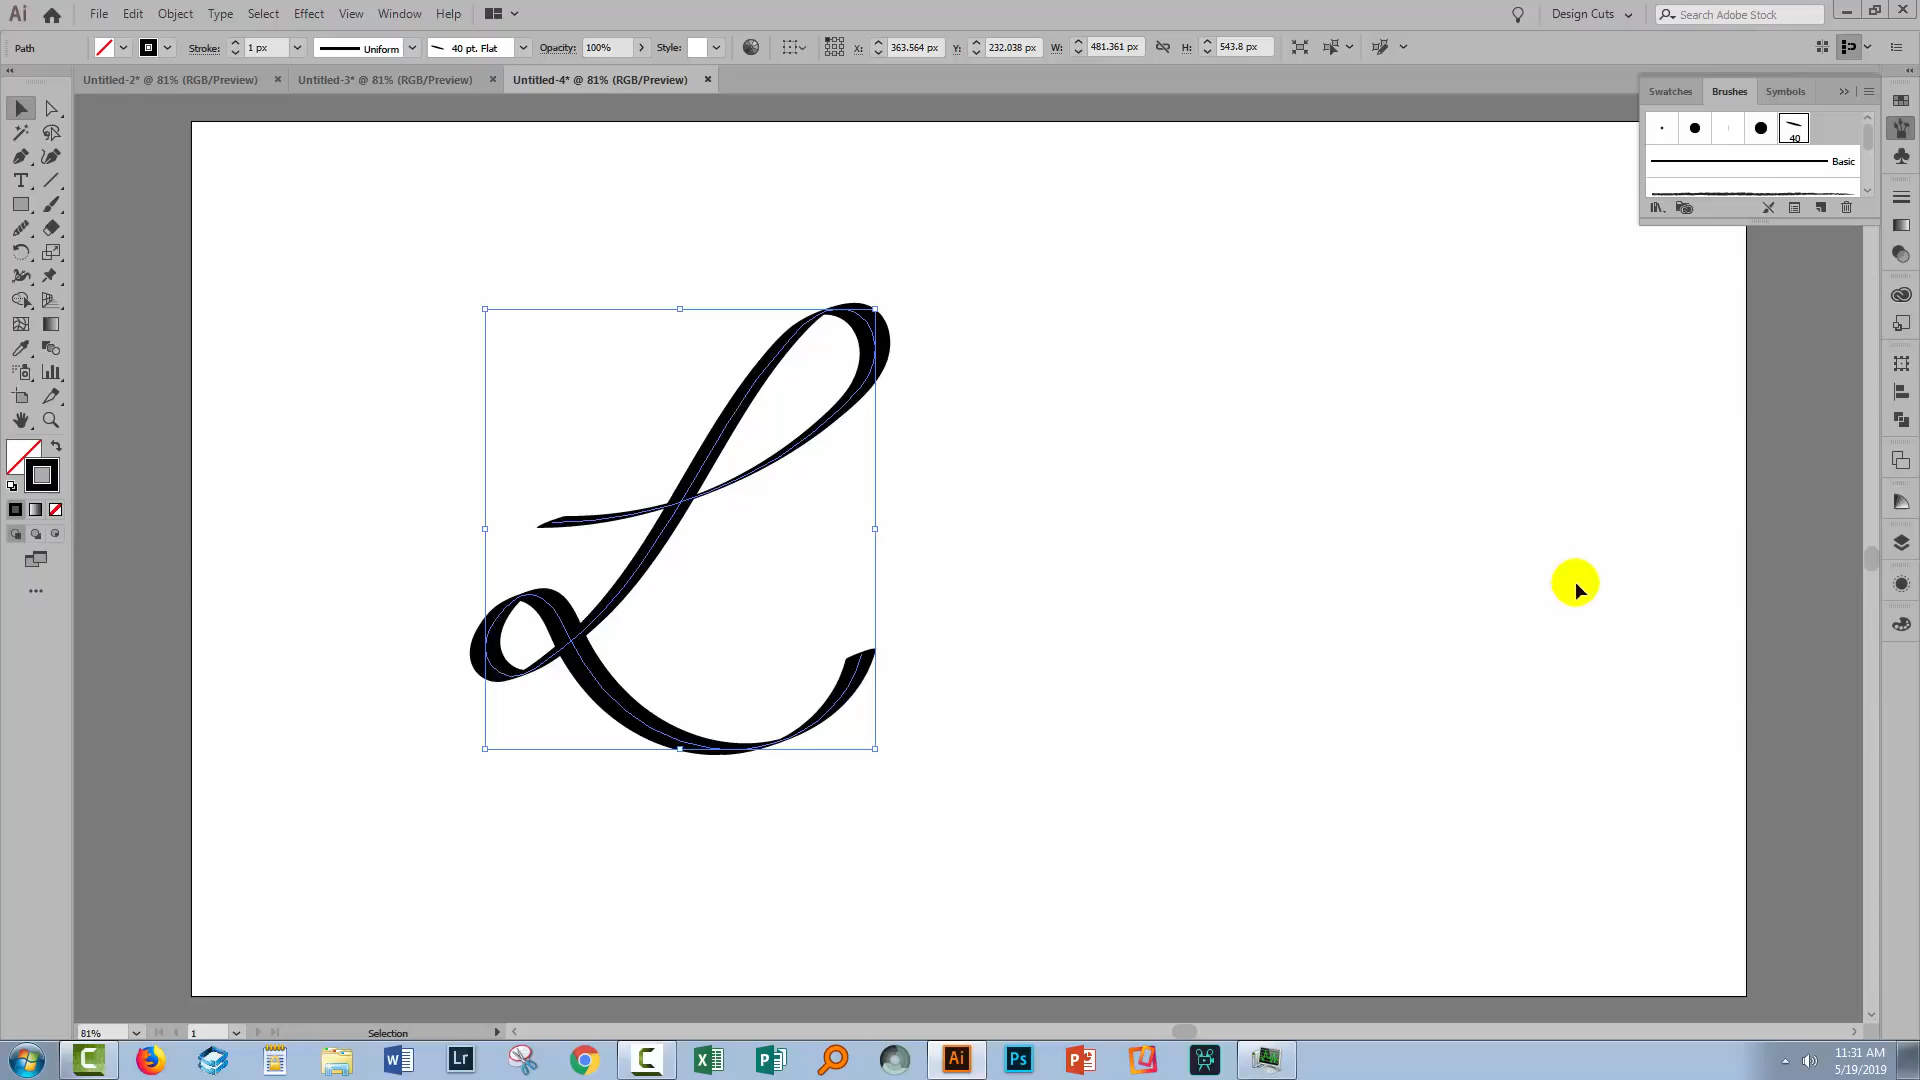 Ai File Edit Object Type Select Effect View Window Help Design Cuts Search Adobe Stock
Path Stroke: 1 px Uniform 40 pt. Flat Opacity: 100% Style: X: 363.564 px Y: 232.038 px W: 481.361 px H: 543.8 px
Untitled-2* @ 81% (RGB/Preview) Untitled-3* @ 81% (RGB/Preview) Untitled-4* @ 81% (RGB/Preview)
Swatches Brushes Symbols
40
Basic
L
81% 1 Selection
C Lr C Ai Ps
11:31 AM
5/19/2019